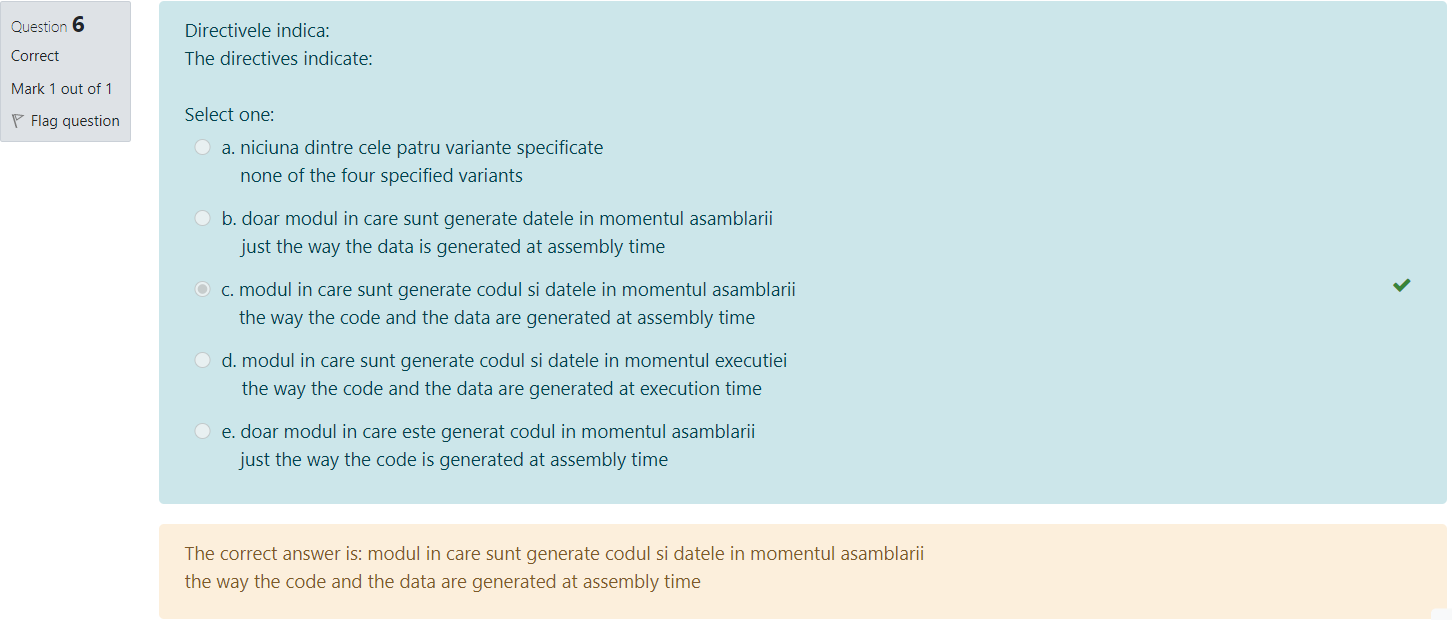 Question 6
Correct
Mark 1 out of 1
Flag question
Directivele indica:
The directives indicate:
Select one:
a. niciuna dintre cele patru variante specificate
none of the four specified variants
b. doar modul in care sunt generate datele in momentul asamblarii
just the way the data is generated at assembly time
c. modul in care sunt generate codul si datele in momentul asamblarii
the way the code and the data are generated at assembly time
d. modul in care sunt generate codul si datele in momentul executiei
the way the code and the data are generated at execution time
e. doar modul in care este generat codul in momentul asamblarii
just the way the code is generated at assembly time
The correct answer is: modul in care sunt generate codul si datele in momentul asamblarii
the way the code and the data are generated at assembly time